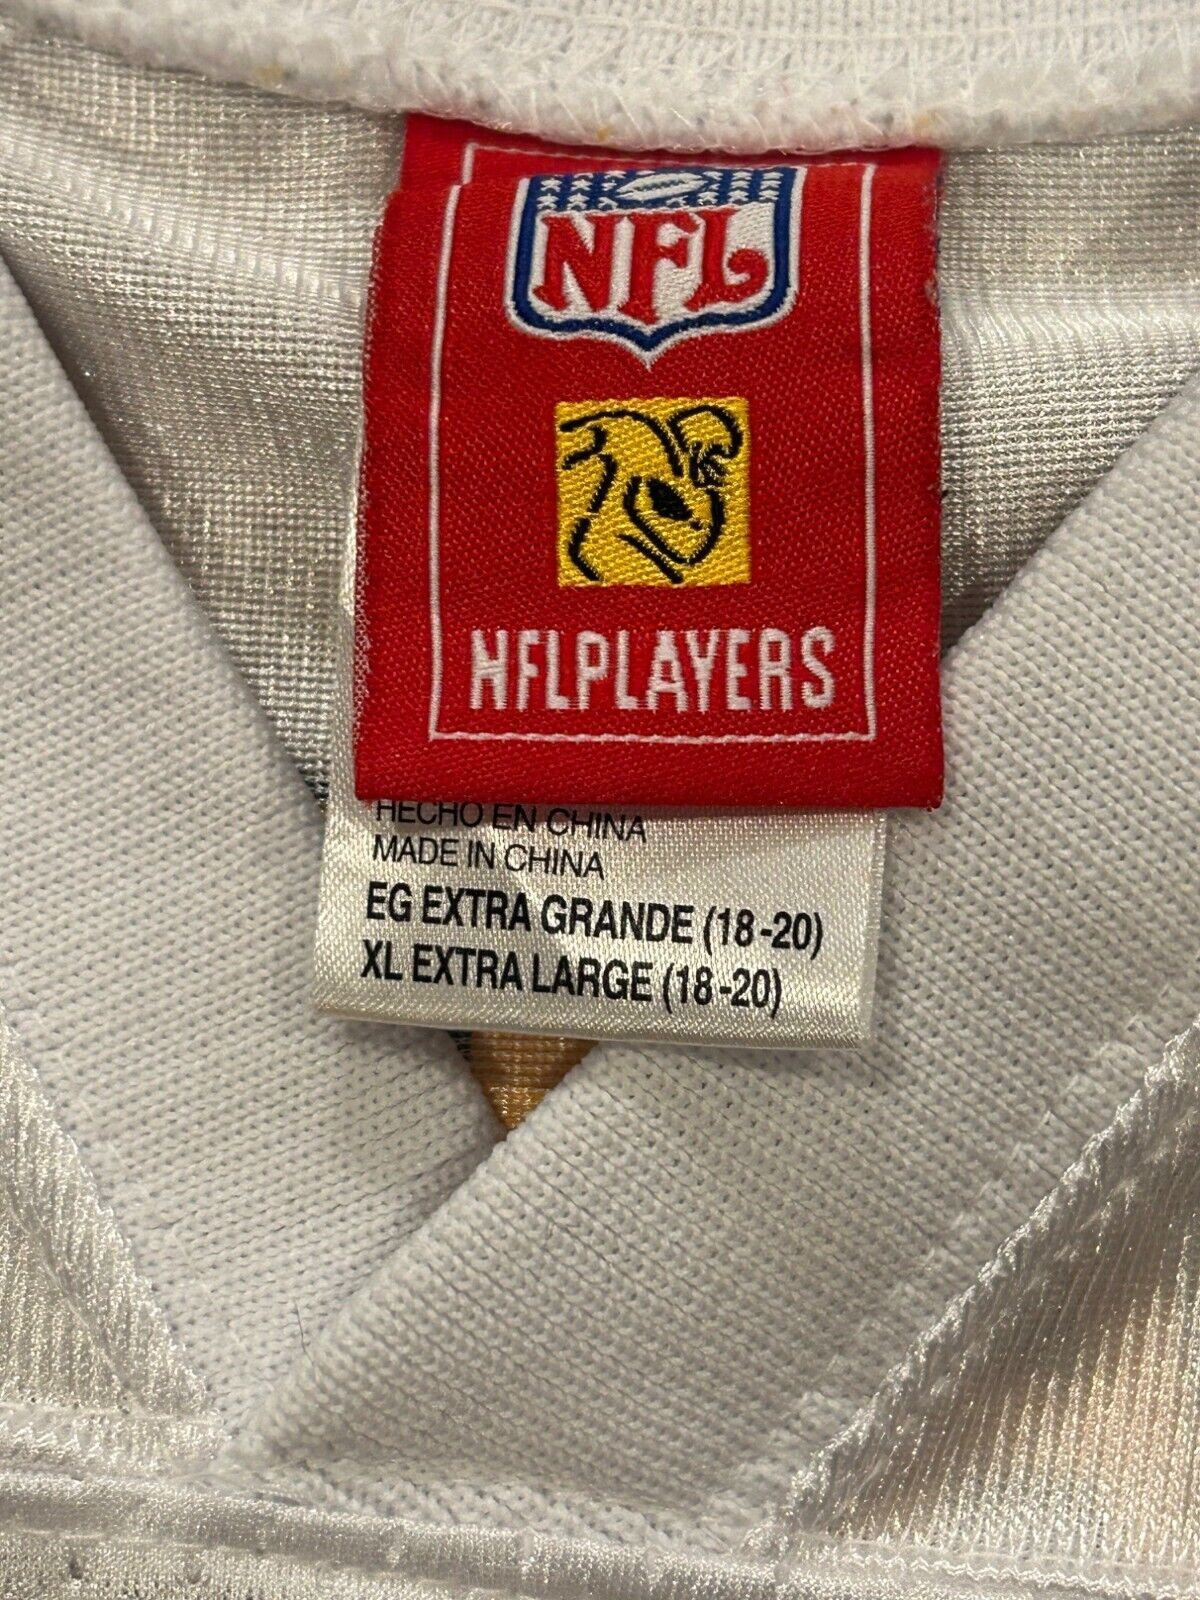 NFL
NFLPLAYERS
HECHO EN CHINA
MADE IN CHINA
EG EXTRA GRANDE (18-20)
XL EXTRA LARGE (18-20)